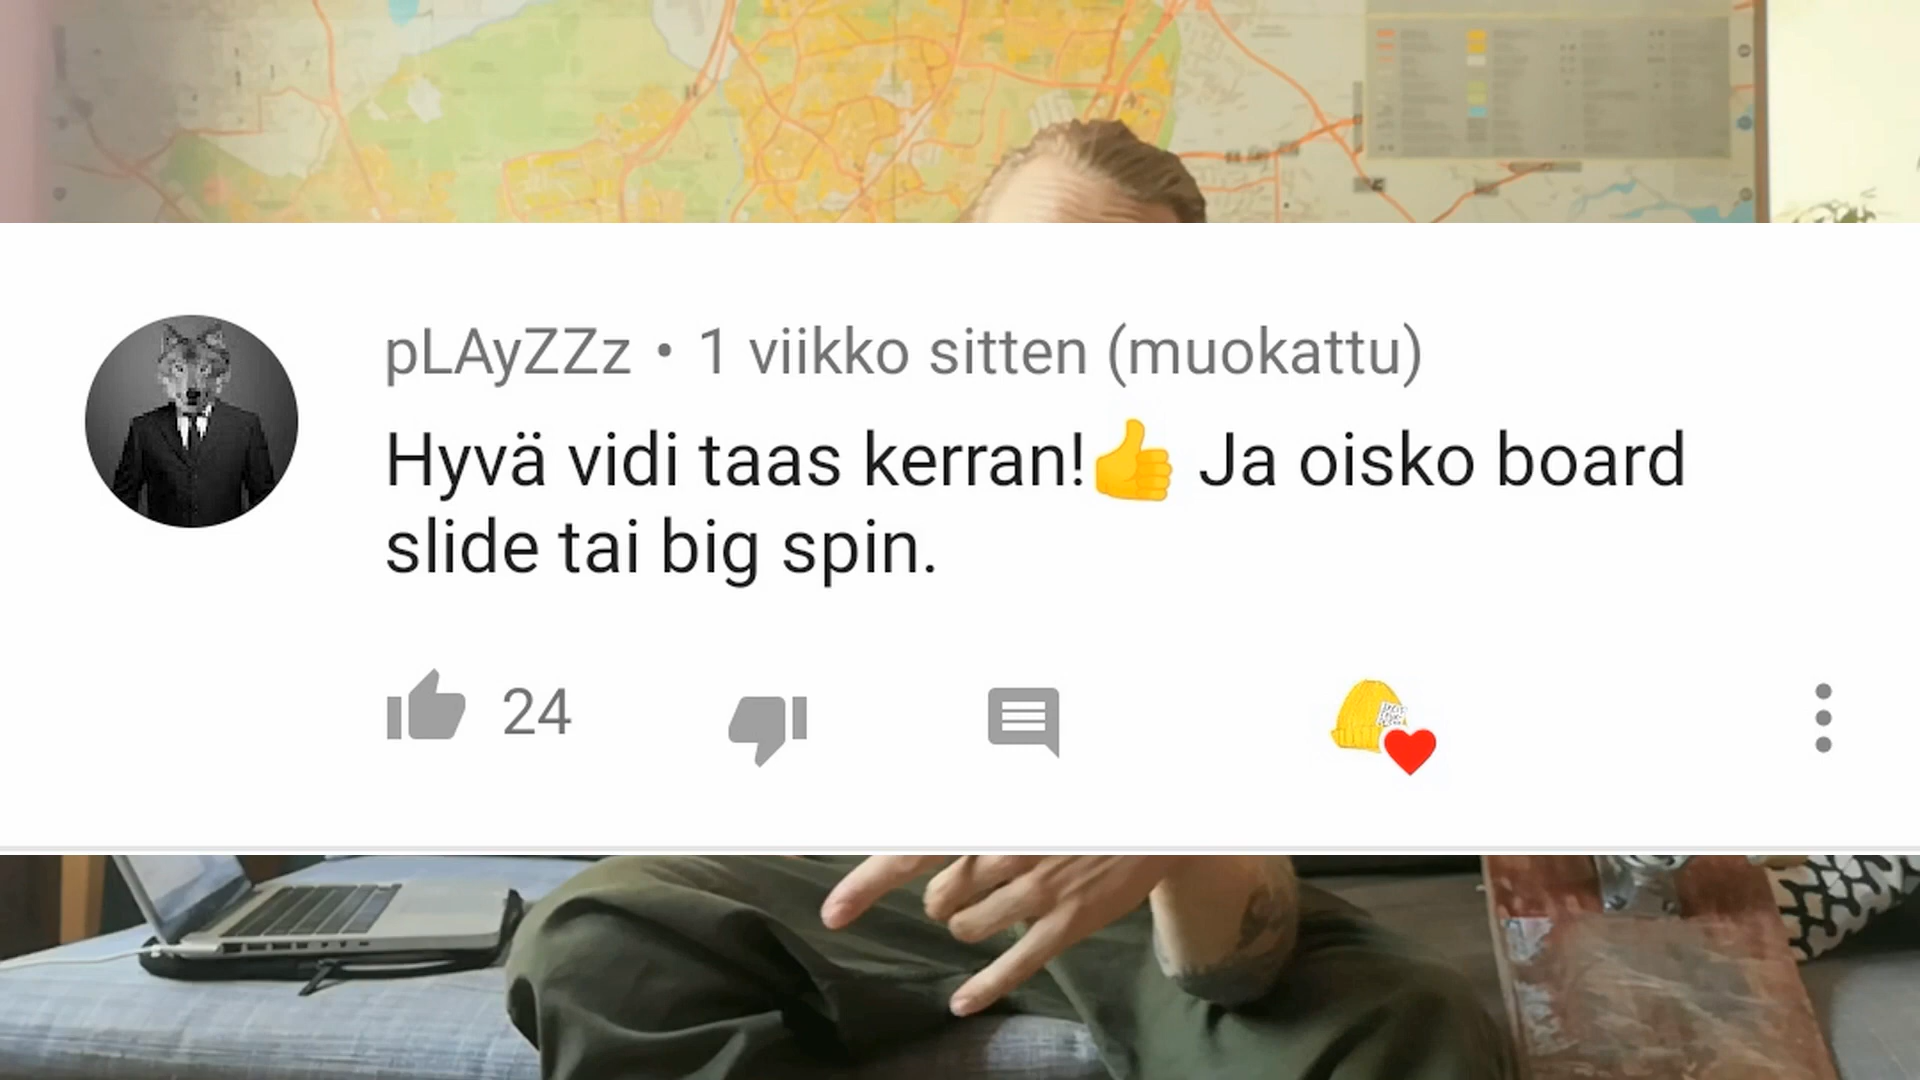 pLAyZZz • 1 viikko sitten (muokattu)
Hyvä vidi taas kerran!👍 Ja oisko board
slide tai big spin.
24